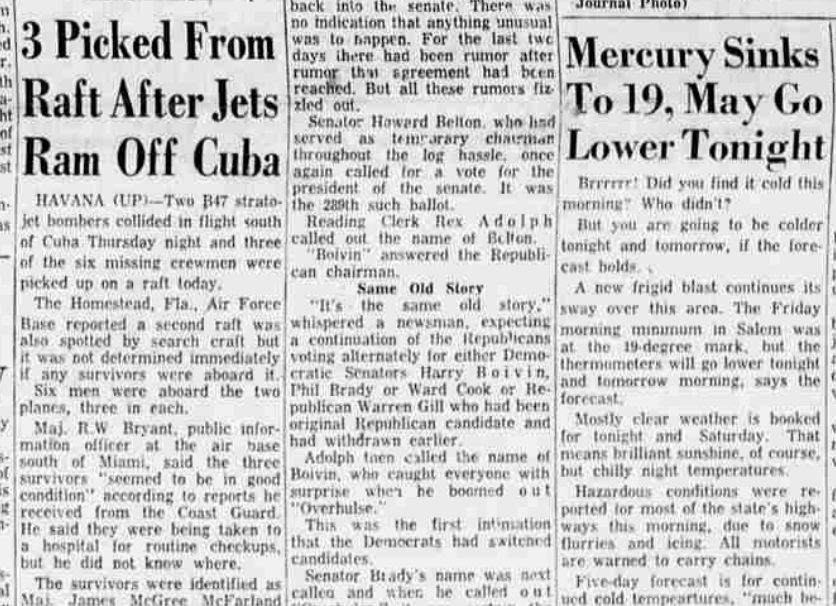 3 Picked From
Raft After Jets
Ram Off Cuba
HAVANA (UP)—Two B47 strato-
jet bombers collided in flight south
of Cuba Thursday night and three
of the six missing crewmen were
picked up on a raft today.
The Homestead, Fla., Air Force
Base reported a second raft was
also spotted by search craft but
it was not determined immediately
if any survivors were aboard it.
Six men were aboard the two
planes, three in each.
Maj. R.W Bryant, public infor-
mation officer at the air base
south of Miami, said the three
survivors "seemed to be in good
condition" according to reports he
received from the Coast Guard.
He said they were being taken to
a hospital for routine checkups,
but he did not know where.
The survivors were identified as
Maj. James McGree McFarland
back into the senate. There was
no indication that anything unusual
was to happen. For the last two
days there had been rumor after
rumor that agreement had been
reached. But all these rumors fiz-
zled out.
Senator Howard Belton, who had
served as temporary chairman
throughout the log hassle, once
again called for a vote for the
president of the senate. It was
the 289th such ballot.
Reading Clerk Rex Adolph
called out the name of Belton.
"Boivin" answered the Republi-
can chairman.
Same Old Story
"It's the same old story,"
whispered a newsman, expecting
a continuation of the Republicans
voting alternately for either Demo-
cratic Senators Harry Boivin,
Phil Brady or Ward Cook or Re-
publican Warren Gill who had been
original Republican candidate and
had withdrawn earlier.
Adolph then called the name of
Boivin, who caught everyone with
surprise when he boomed out
"Overhulse."
This was the first intimation
that the Democrats had switched
candidates.
Senator Brady's name was next
called and when he called out
Journal Photo)
Mercury Sinks
To 19, May Go
Lower Tonight
Brrrrr! Did you find it cold this
morning? Who didn't?
But you are going to be colder
tonight and tomorrow, if the fore-
cast holds.
A new frigid blast continues its
sway over this area. The Friday
morning minimum in Salem was
at the 19-degree mark, but the
thermometers will go lower tonight
and tomorrow morning, says the
forecast.
Mostly clear weather is booked
for tonight and Saturday. That
means brilliant sunshine, of course,
but chilly night temperatures.
Hazardous conditions were re-
ported for most of the state's high-
ways this morning, due to snow
flurries and icing. All motorists
are warned to carry chains.
Five-day forecast is for contin-
ued cold tempeartures, "much be-